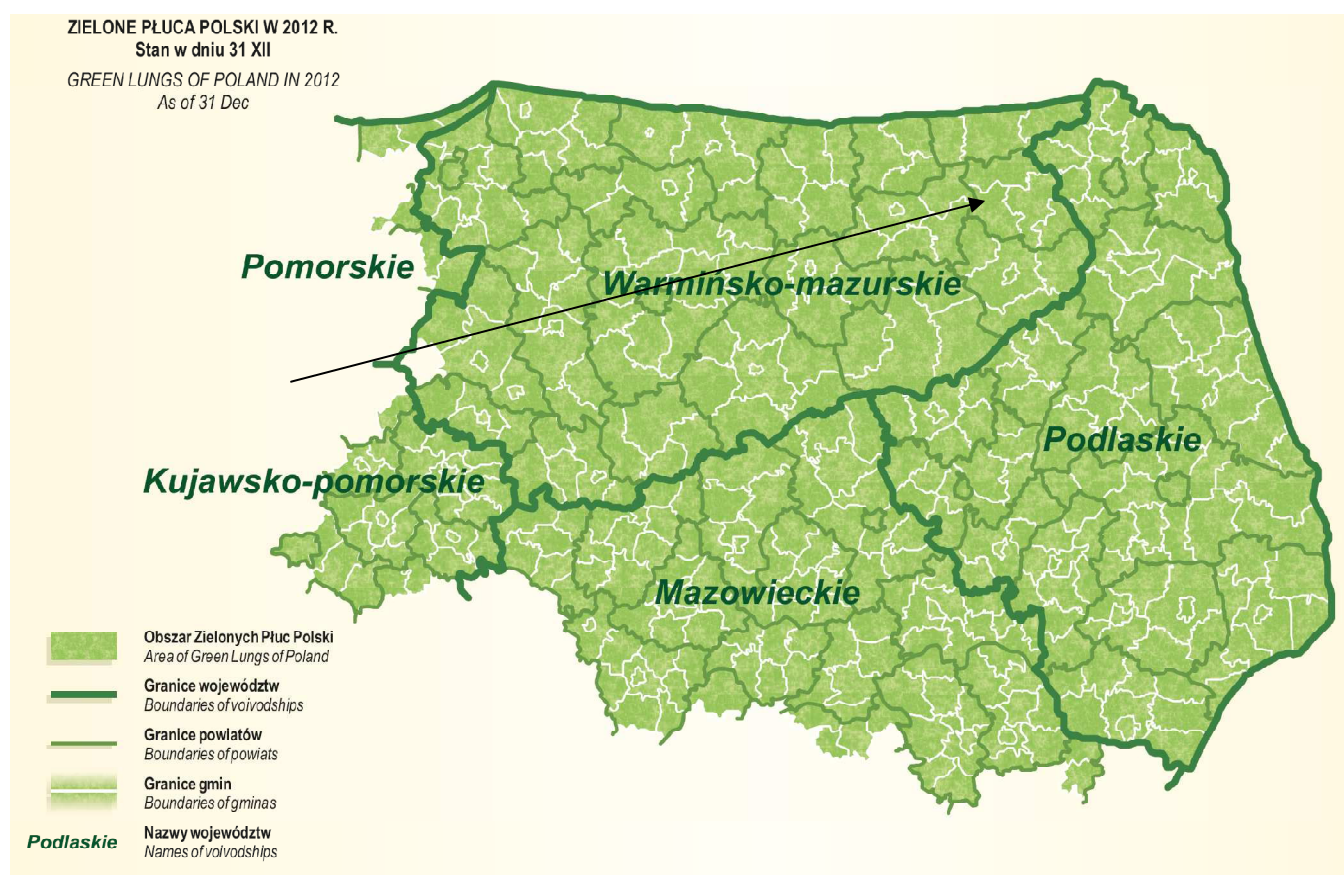 ZIELONE PŁUCA POLSKI W 2012 R.
Stan w dniu 31 XII
GREEN LUNGS OF POLAND IN 2012
As of 31 Dec
Pomorskie
Warmińsko-mazurskie
Podlaskie
Kujawsko-pomorskie
Mazowieckie
Obszar Zielonych Płuc Polski
Area of Green Lungs of Poland
Granice województw
Boundaries of voivodships
Granice powiatów
Boundaries of powiats
Granice gmin
Boundaries of gminas
Podlaskie
Nazwy województw
Names of voivodships